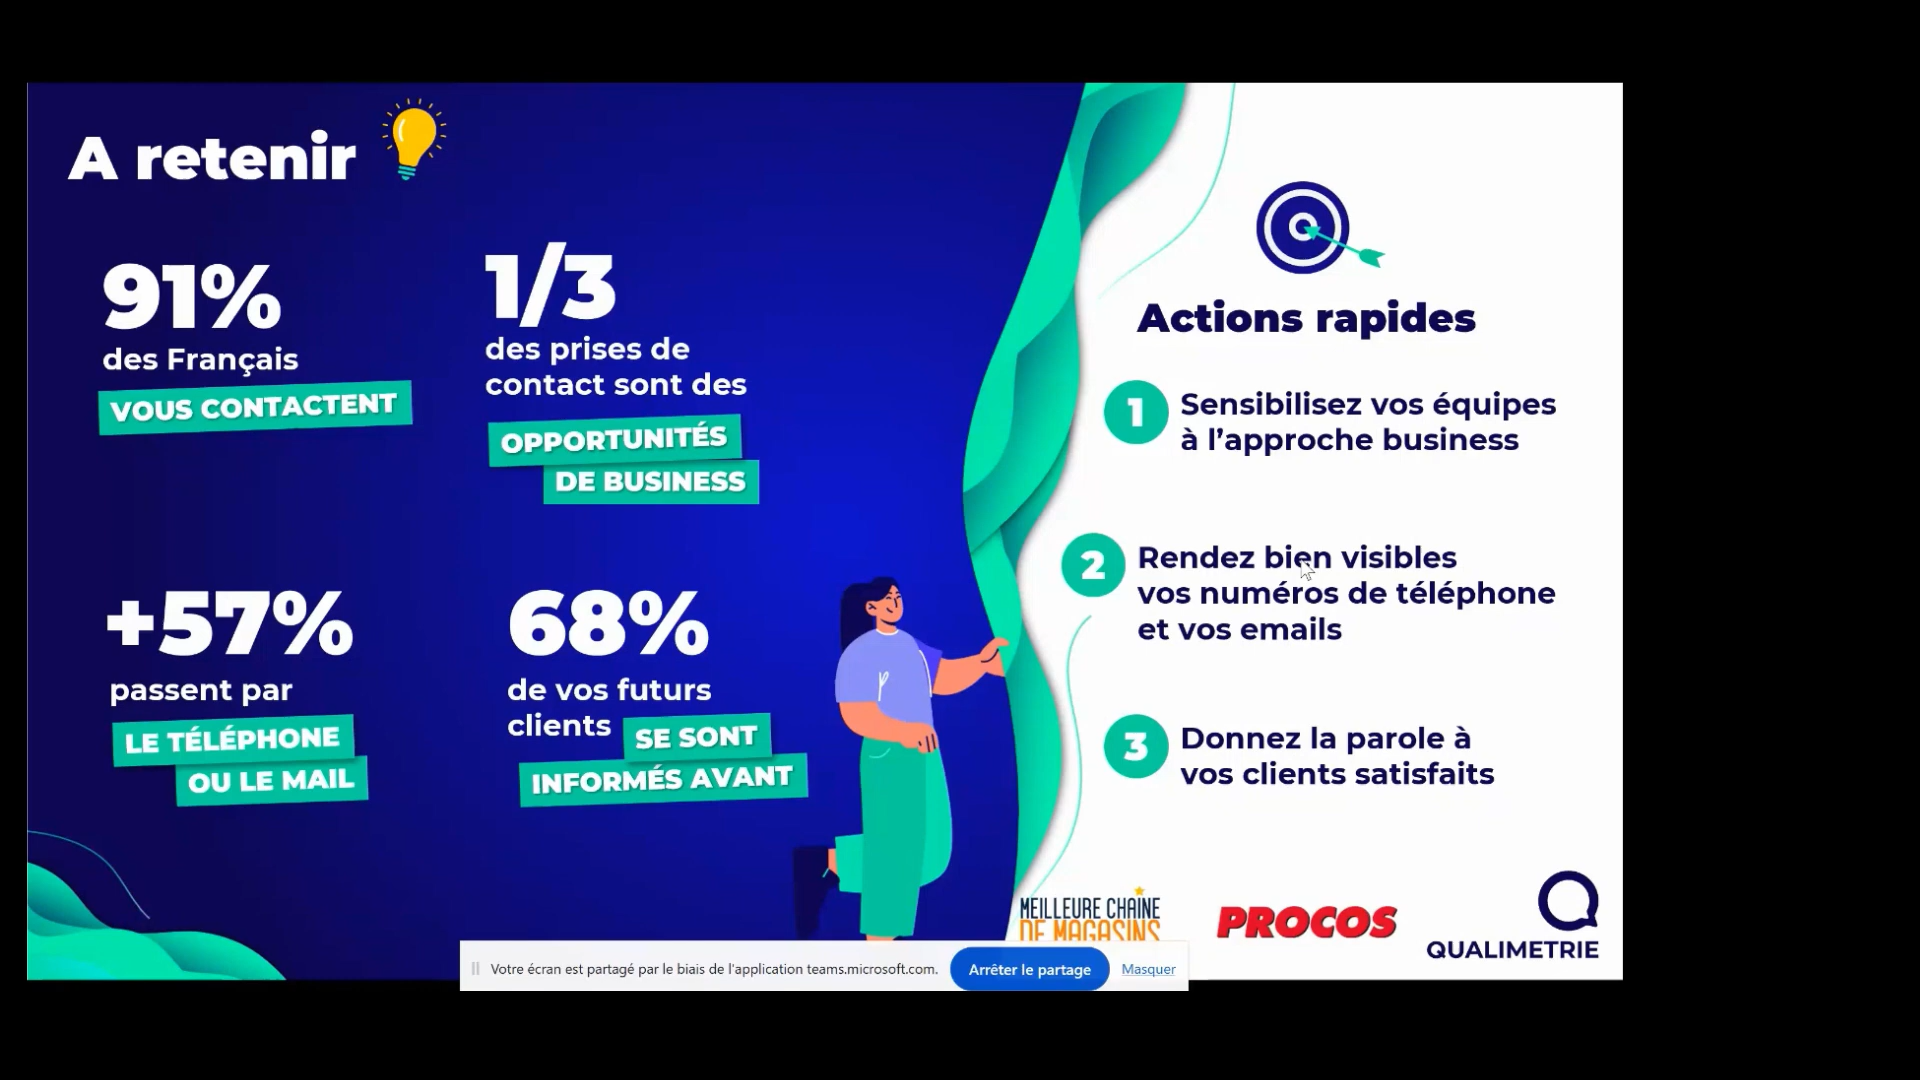 A retenir
91%
des Français
VOUS CONTACTENT
1/3
des prises de
contact sont des
OPPORTUNITÉS
DE BUSINESS
+57%
passent par
LE TÉLÉPHONE
OU LE MAIL
68%
de vos futurs
clients SE SONT
INFORMÉS AVANT
Actions rapides
1 Sensibilisez vos équipes
à l'approche business
2 Rendez bien visibles
vos numéros de téléphone
et vos emails
3 Donnez la parole à
vos clients satisfaits
MEILLEURE CHAINE
DE MAGASINS
PROCOS
QUALIMETRIE
Votre écran est partagé par le biais de l'application teams.microsoft.com.
Arrêter le partage
Masquer